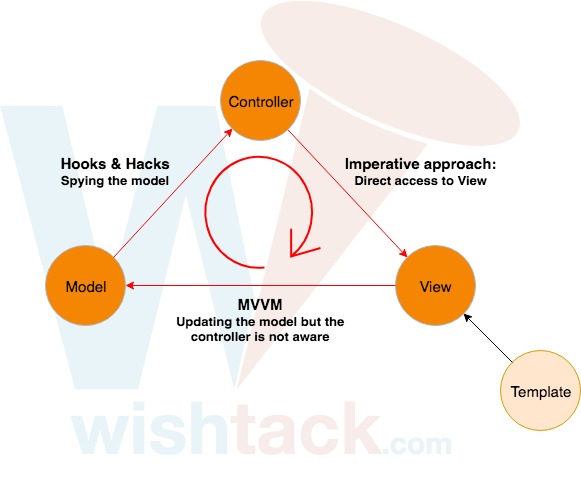 Controller
Hooks & Hacks
Spying the model
Imperative approach:
Direct access to View
Model
View
MVVM
Updating the model but the
controller is not aware
Template
wishtack.com